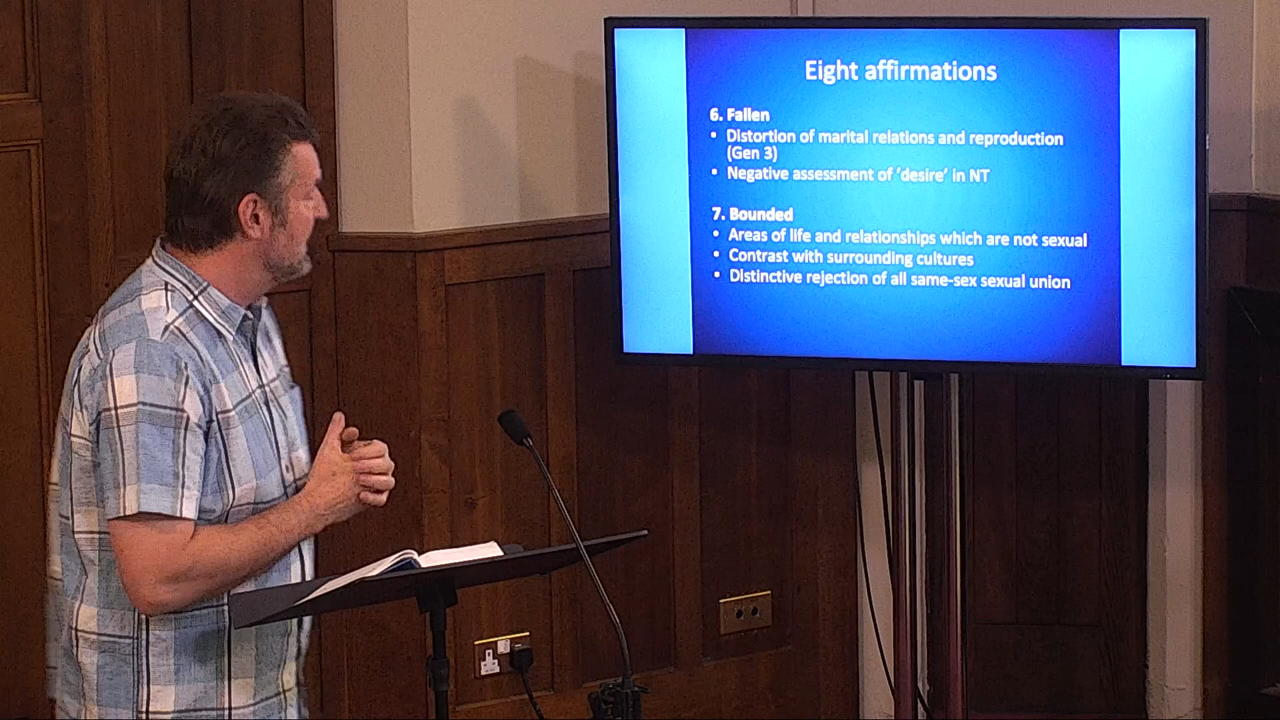 Eight affirmations
6. Fallen
• Distortion of marital relations and reproduction
(Gen 3)
• Negative assessment of 'desire' in NT
7. Bounded
• Areas of life and relationships which are not sexual
• Contrast with surrounding cultures
• Distinctive rejection of all same-sex sexual union